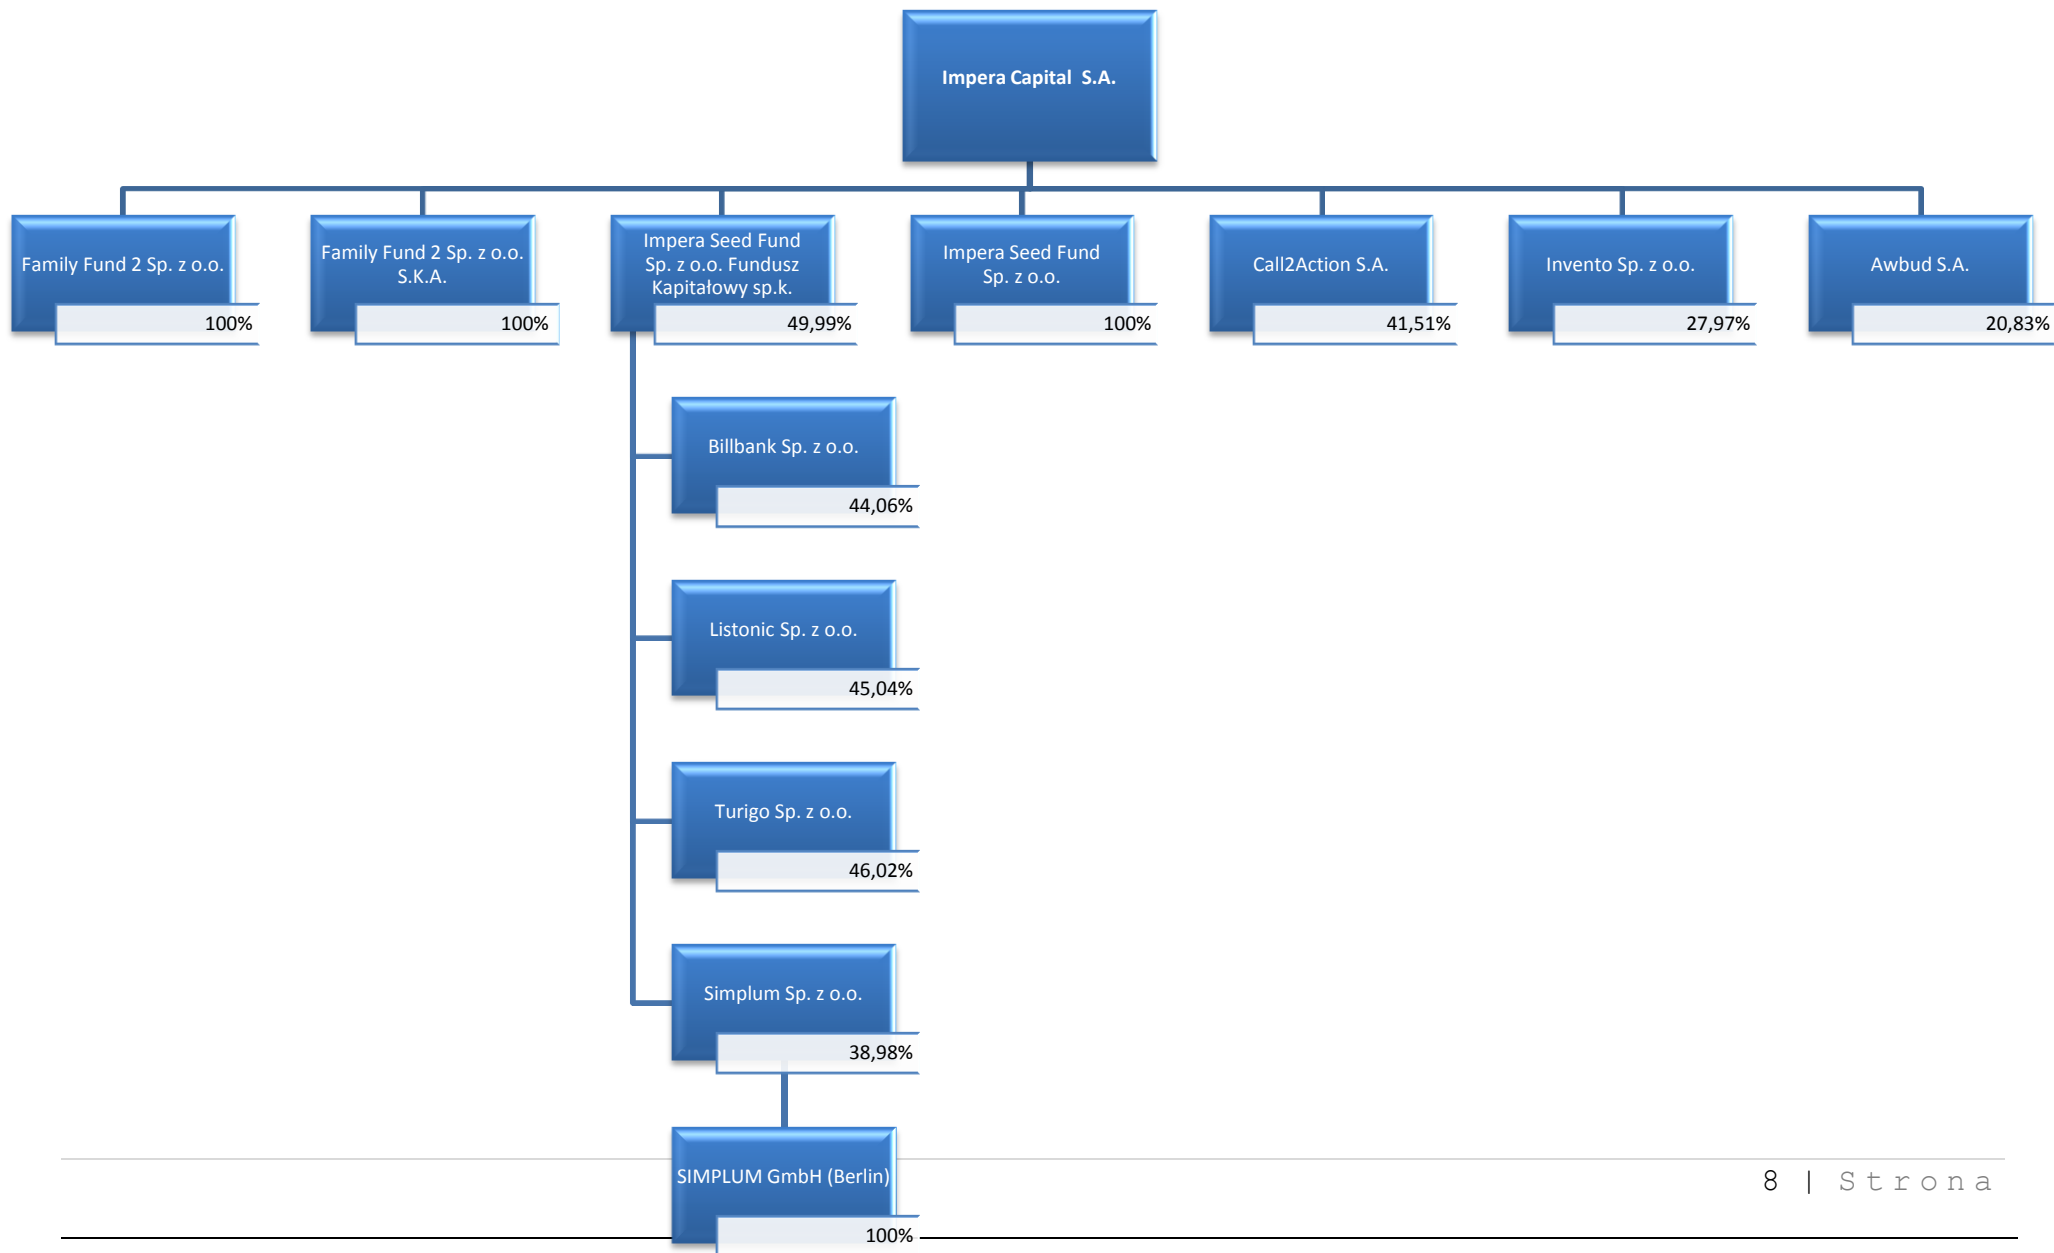 Impera Capital S.A.
Family Fund 2 Sp. z o.o.
100%
Family Fund 2 Sp. z o.o.
S.K.A.
100%
Impera Seed Fund
Sp. z o.o. Fundusz
Kapitałowy sp.k.
49,99%
Impera Seed Fund
Sp. z o.o.
100%
Call2Action S.A.
41,51%
Invento Sp. z o.o.
27,97%
Awbud S.A.
20,83%
Billbank Sp. z o.o.
44,06%
Listonic Sp. z o.o.
45,04%
Turigo Sp. z o.o.
46,02%
Simplum Sp. z o.o.
38,98%
SIMPLUM GmbH (Berlin)
100%
8 | Strona